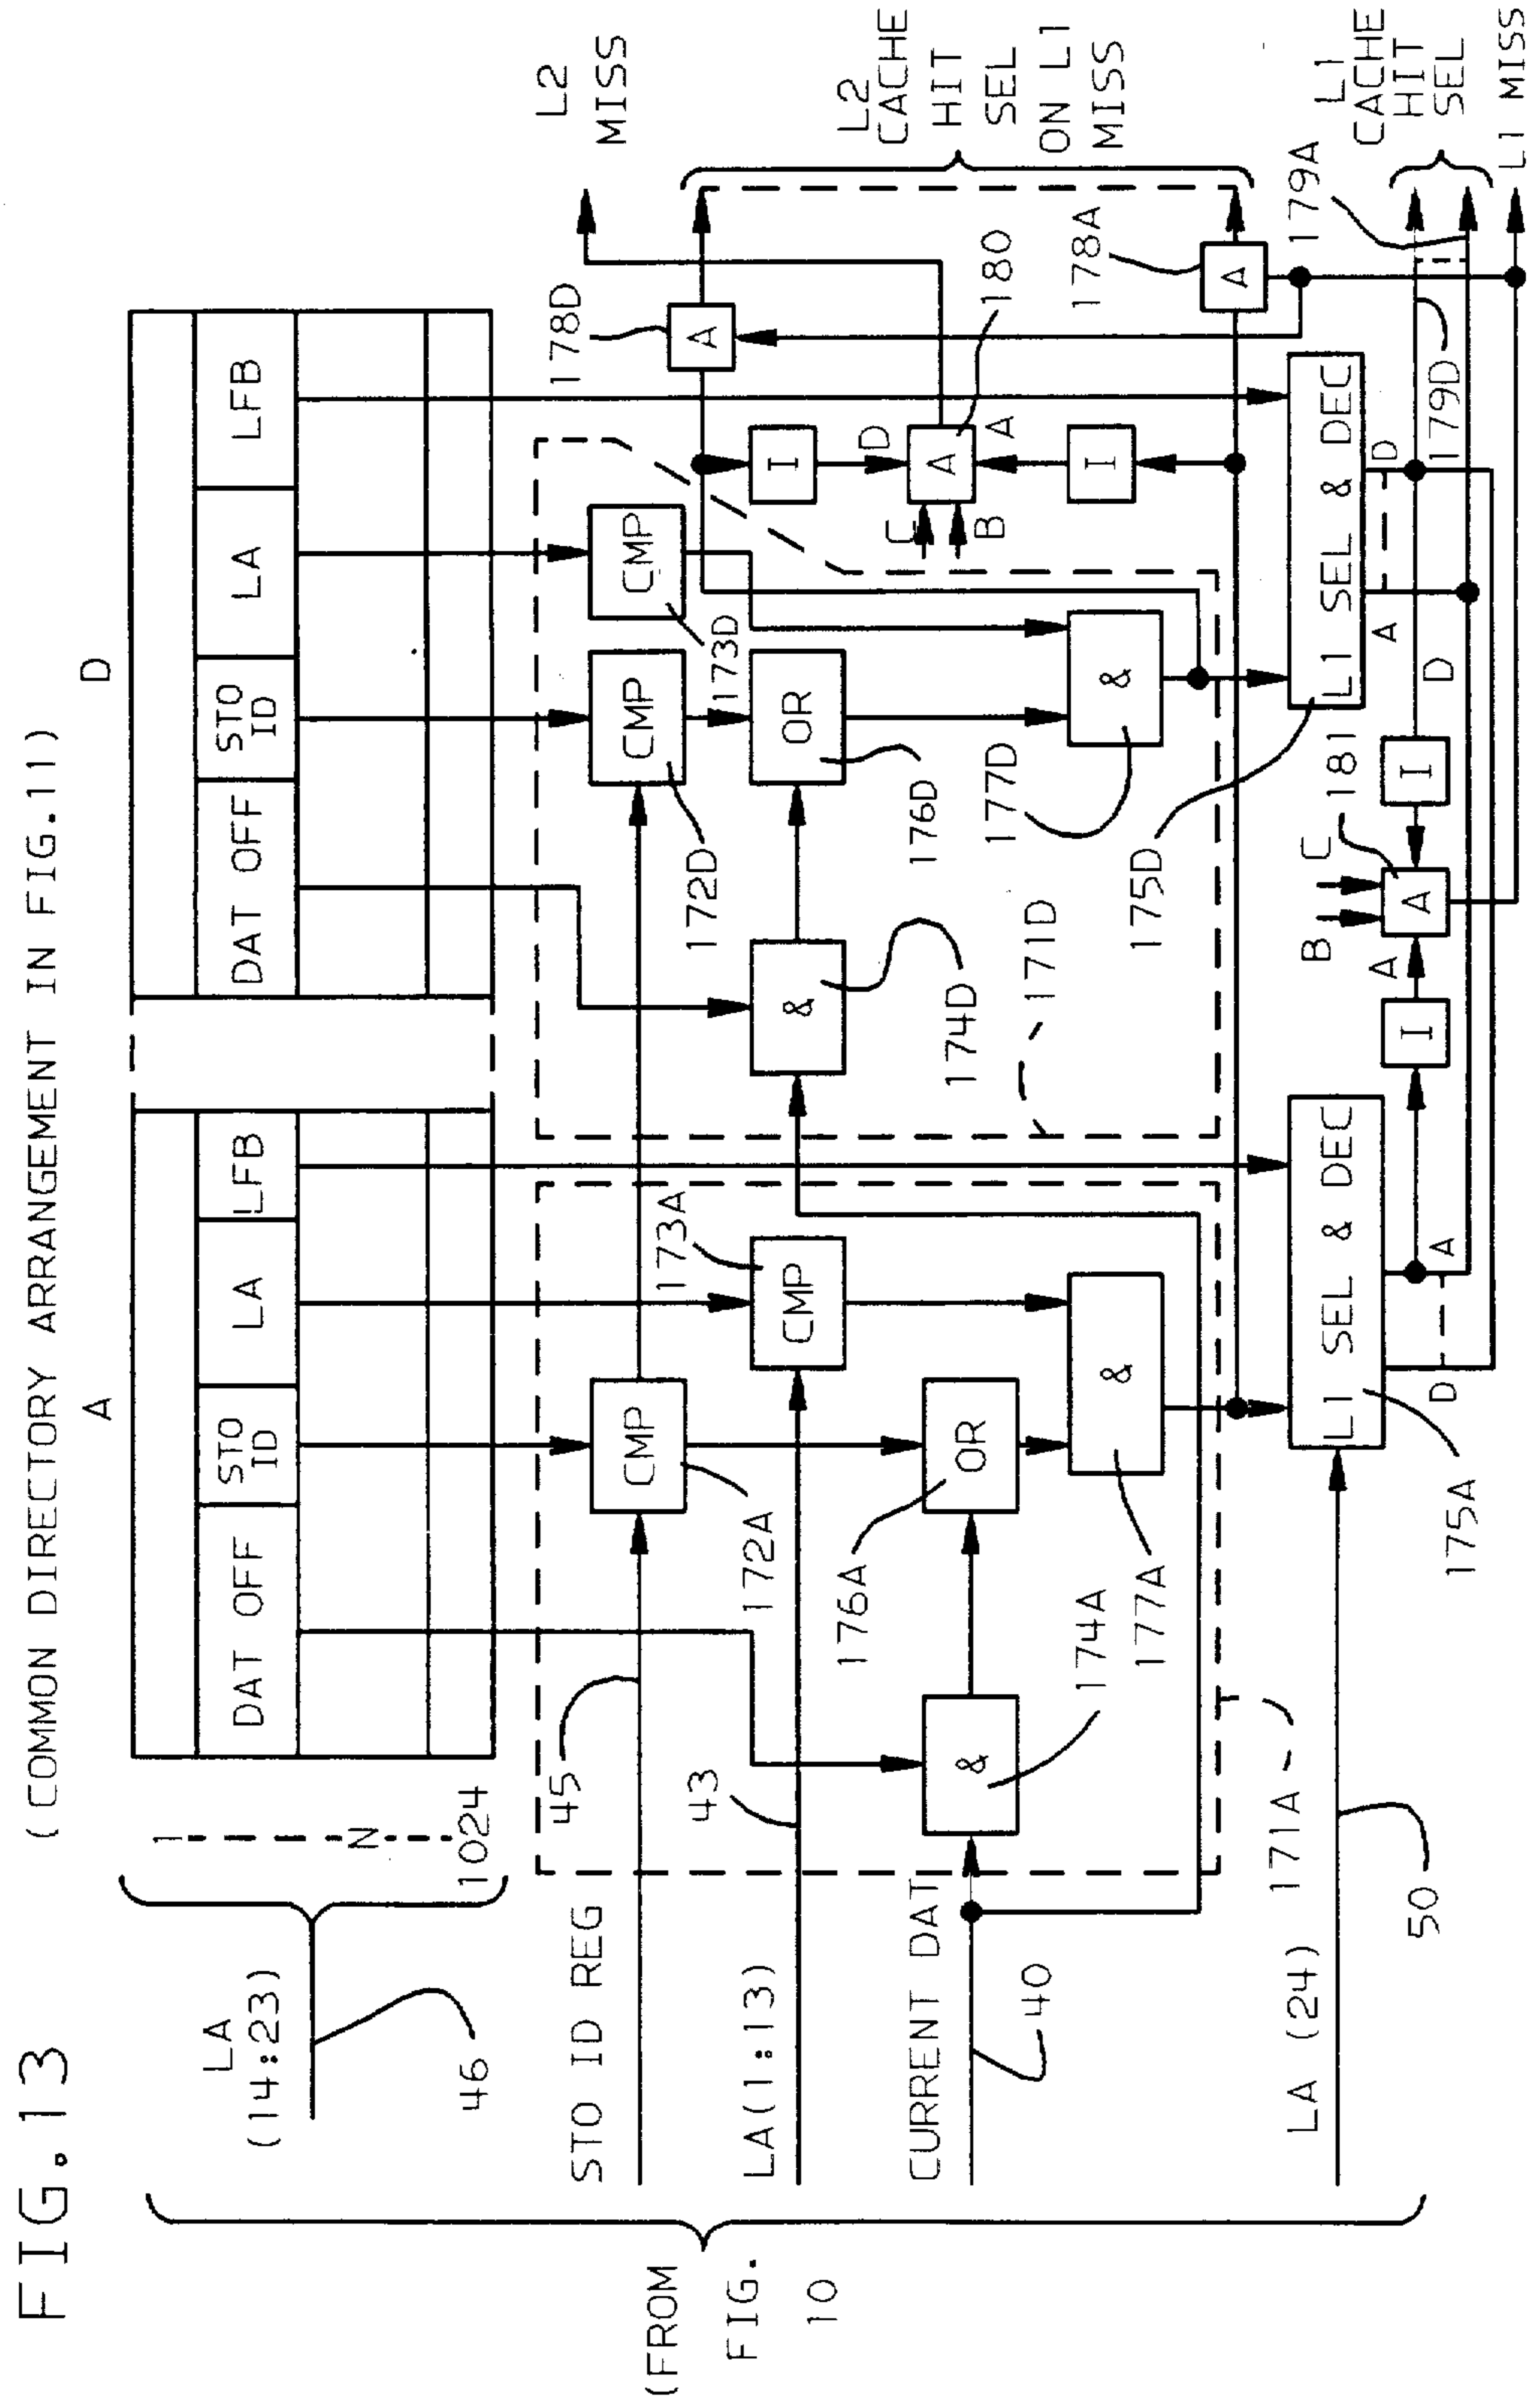 FIG.13
(COMMON DIRECTORY ARRANGEMENT IN FIG.11)
A
D
LA
(14:23)
46
1
N
1024
DAT OFF
STO
ID
LA
LFB
DAT OFF
STO
ID
LA
LFB
(FROM
FIG.
10
STO ID REG
45
LA(1:13)
43
CURRENT DAT
40
LA (24)
50
CMP
172A
CMP
173A
OR
176A
&
174A
&
177A
171A
CMP
172D
CMP
173D
OR
176D
&
174D
&
177D
171D
L1 SEL & DEC
175A
D
A
L1 SEL & DEC
175D
A
D
I
D
C
B
A
180
A
I
A
178D
A
178A
I
A
B
C
A
181
I
D
179D
179A
L2
MISS
L2
CACHE
HIT
SEL
ON L1
MISS
L1
CACHE
HIT
SEL
L1 MISS